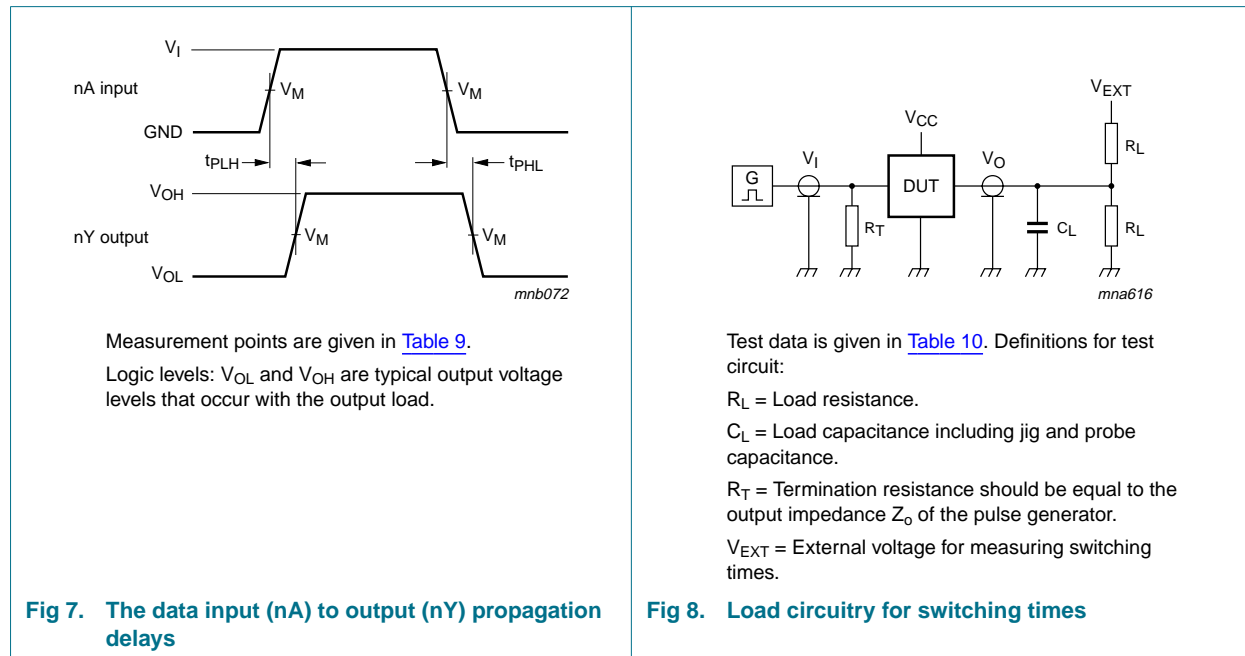 V_I
nA input
V_M
V_M
GND
t_PLH
t_PHL
V_OH
nY output
V_M
V_M
V_OL
mnb072
Measurement points are given in Table 9.
Logic levels: V_OL and V_OH are typical output voltage
levels that occur with the output load.
Fig 7. The data input (nA) to output (nY) propagation
delays
V_EXT
V_CC
R_L
V_I
V_O
G
DUT
R_T
C_L
R_L
mna616
Test data is given in Table 10. Definitions for test
circuit:
R_L = Load resistance.
C_L = Load capacitance including jig and probe
capacitance.
R_T = Termination resistance should be equal to the
output impedance Z_o of the pulse generator.
V_EXT = External voltage for measuring switching
times.
Fig 8. Load circuitry for switching times